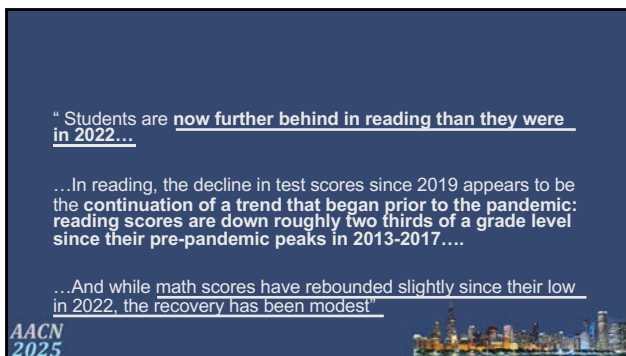 “ Students are now further behind in reading than they were
in 2022…
…In reading, the decline in test scores since 2019 appears to be
the continuation of a trend that began prior to the pandemic:
reading scores are down roughly two thirds of a grade level
since their pre-pandemic peaks in 2013-2017….
…And while math scores have rebounded slightly since their low
in 2022, the recovery has been modest”
AACN
2025